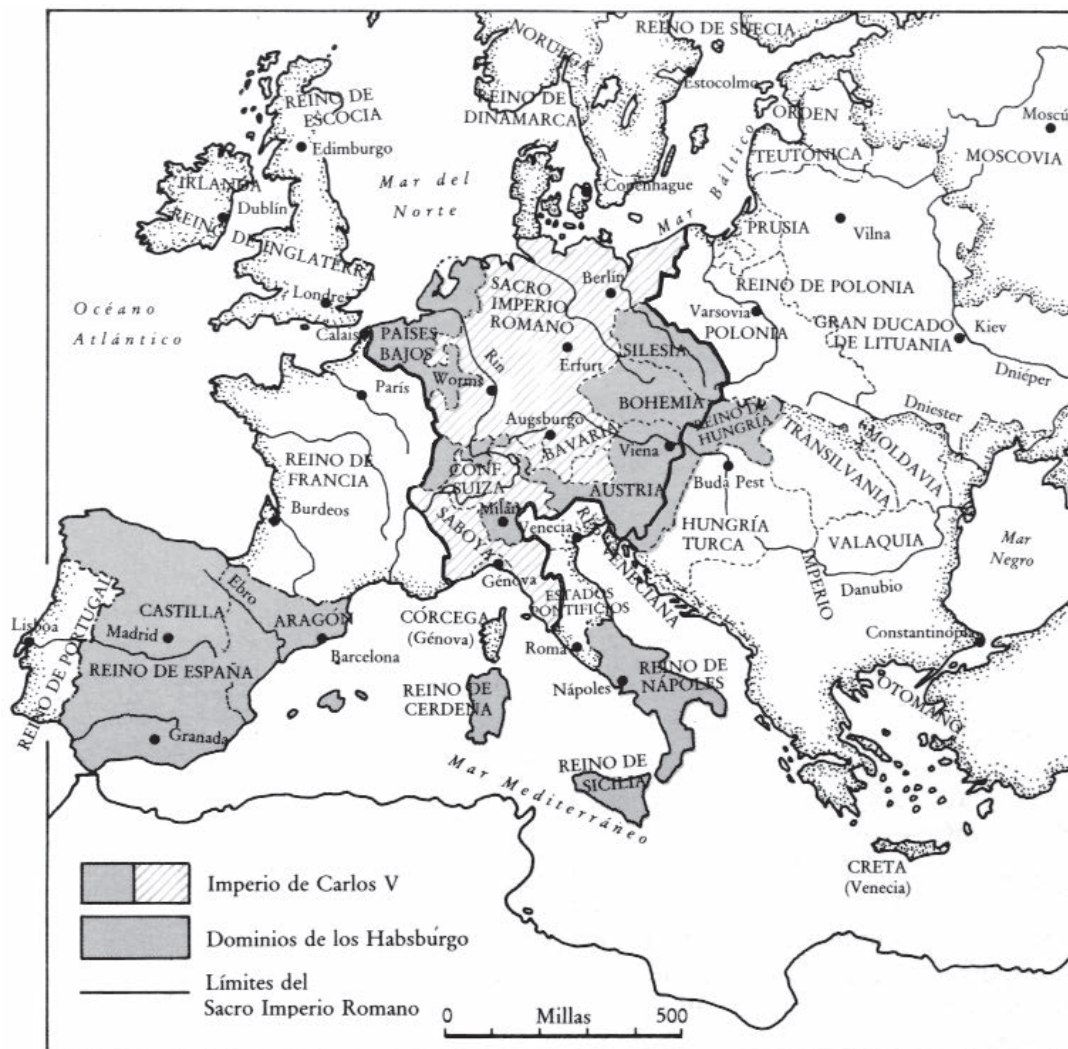 NORUEGA
REINO DE SUECIA
Estocolmo
REINO DE
ESCOCIA
REINO DE
DINAMARCA
ORDEN
TEUTÓNICA
Moscú
MOSCOVIA
Edimburgo
Mar del
Norte
Mar Báltico
Copenhague
IRLANDA
Dublín
REINO DE INGLATERRA
PRUSIA
Vilna
Londres
Berlín
SACRO
IMPERIO
ROMANO
REINO DE POLONIA
Océano
Atlántico
Varsovia
POLONIA
GRAN DUCADO
DE LITUANIA
Kiev
Calais
PAÍSES
BAJOS
Rin
Erfurt
SILESIA
Dniéper
París
Worms
BOHEMIA
Dniester
Augsburgo
BAVARIA
Viena
REINO DE
HUNGRÍA
TRANSILVANIA
MOLDAVIA
REINO DE
FRANCIA
CONF.
SUIZA
AUSTRIA
Buda Pest
Burdeos
SABOYA
Milán
Venecia
REP. VENECIANA
HUNGRÍA
TURCA
VALAQUIA
Mar
Negro
Génova
Danubio
IMPERIO
OTOMANO
ESTADOS
PONTIFICIOS
Ebro
CASTILLA
ARAGÓN
CÓRCEGA
(Génova)
Lisboa
Madrid
Barcelona
Roma
Constantinopla
REINO DE PORTUGAL
REINO DE ESPAÑA
REINO DE
CERDENA
Nápoles
REINO DE
NÁPOLES
Granada
Mar Mediterráneo
REINO DE
SICILIA
CRETA
(Venecia)
Imperio de Carlos V
Dominios de los Habsbúrgo
Límites del
Sacro Imperio Romano
0 Millas 500